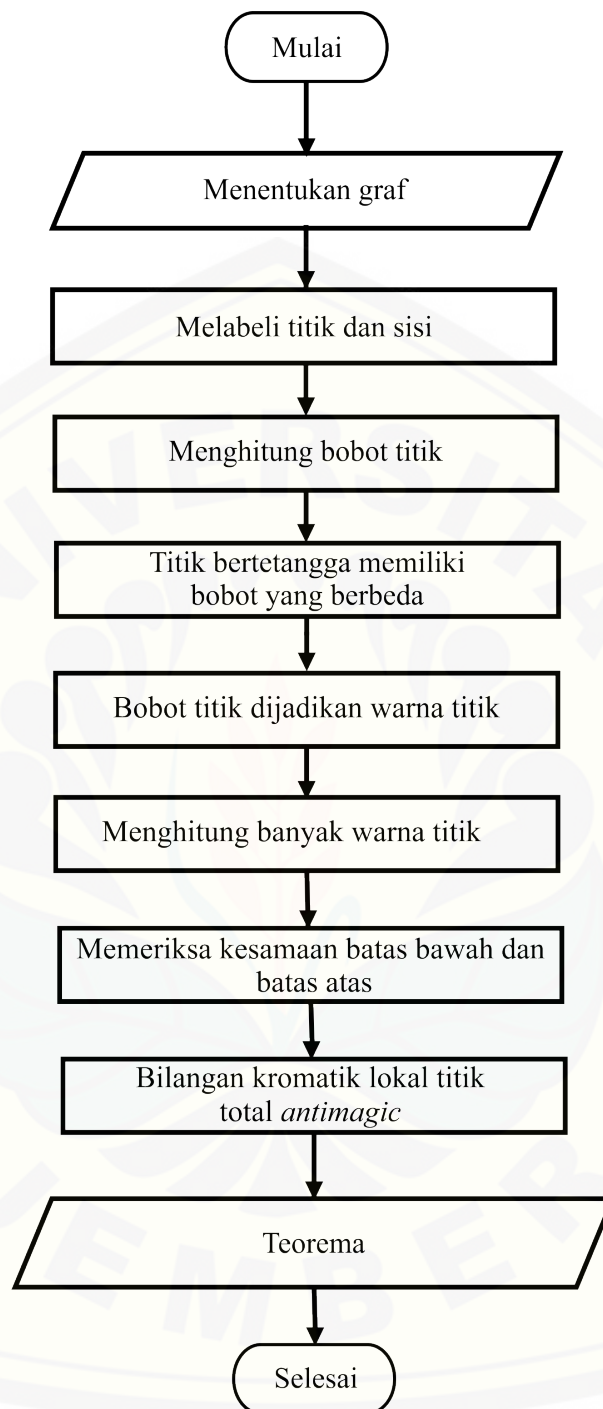 Mulai
Menentukan graf
Melabeli titik dan sisi
Menghitung bobot titik
Titik bertetangga memiliki
bobot yang berbeda
Bobot titik dijadikan warna titik
Menghitung banyak warna titik
Memeriksa kesamaan batas bawah dan
batas atas
Bilangan kromatik lokal titik
total antimagic
Teorema
Selesai